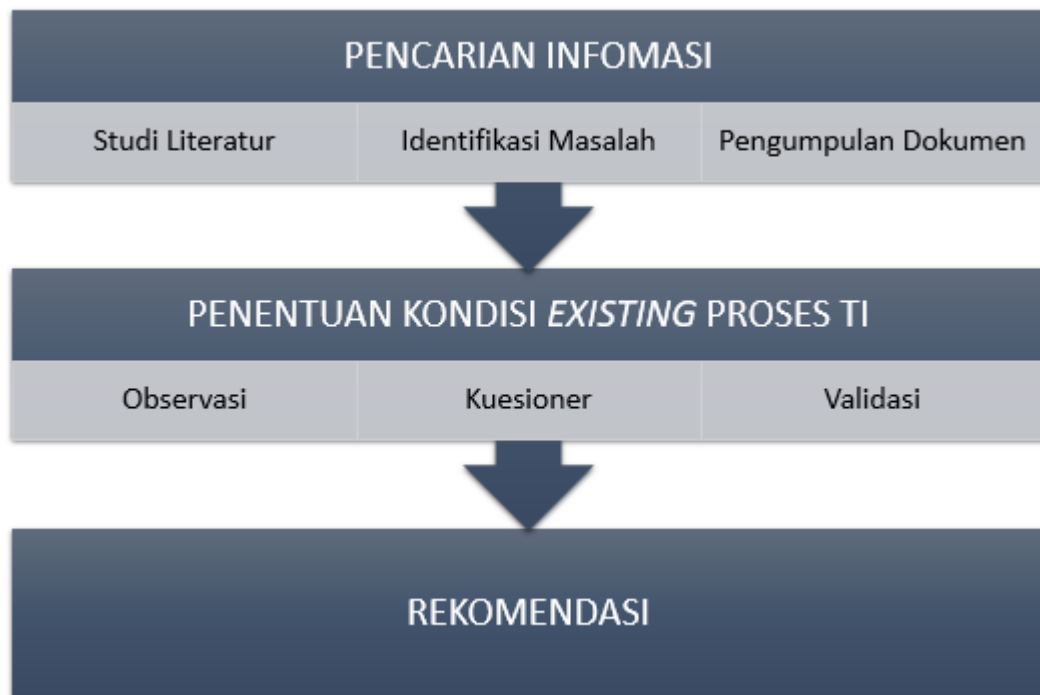 PENCARIAN INFOMASI
Studi Literatur
Identifikasi Masalah
Pengumpulan Dokumen
PENENTUAN KONDISI EXISTING PROSES TI
Observasi
Kuesioner
Validasi
REKOMENDASI